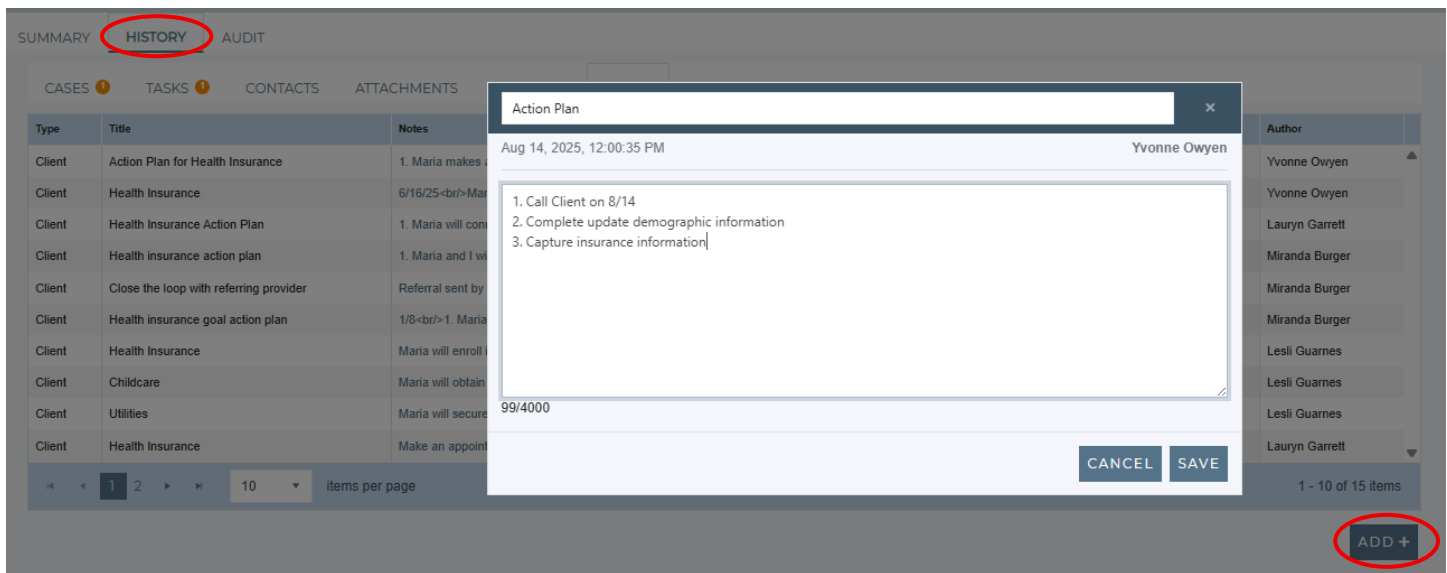 SUMMARY HISTORY AUDIT
CASES 1 TASKS 1 CONTACTS ATTACHMENTS
Action Plan ×
Aug 14, 2025, 12:00:35 PM Yvonne Owyen
1. Call Client on 8/14
2. Complete update demographic information
3. Capture insurance information
99/4000
CANCEL SAVE
Type Title Notes Author
Client Action Plan for Health Insurance 1. Maria makes Yvonne Owyen
Client Health Insurance 6/16/25<br/>Mar Yvonne Owyen
Client Health Insurance Action Plan 1. Maria will con Lauryn Garrett
Client Health insurance action plan 1. Maria and I wi Miranda Burger
Client Close the loop with referring provider Referral sent by Miranda Burger
Client Health insurance goal action plan 1/8<br/>1. Maria Miranda Burger
Client Health Insurance Maria will enroll i Lesli Guarnes
Client Childcare Maria will obtain Lesli Guarnes
Client Utilities Maria will secure Lesli Guarnes
Client Health Insurance Make an appoint Lauryn Garrett
1 2 10 items per page 1 - 10 of 15 items
ADD +